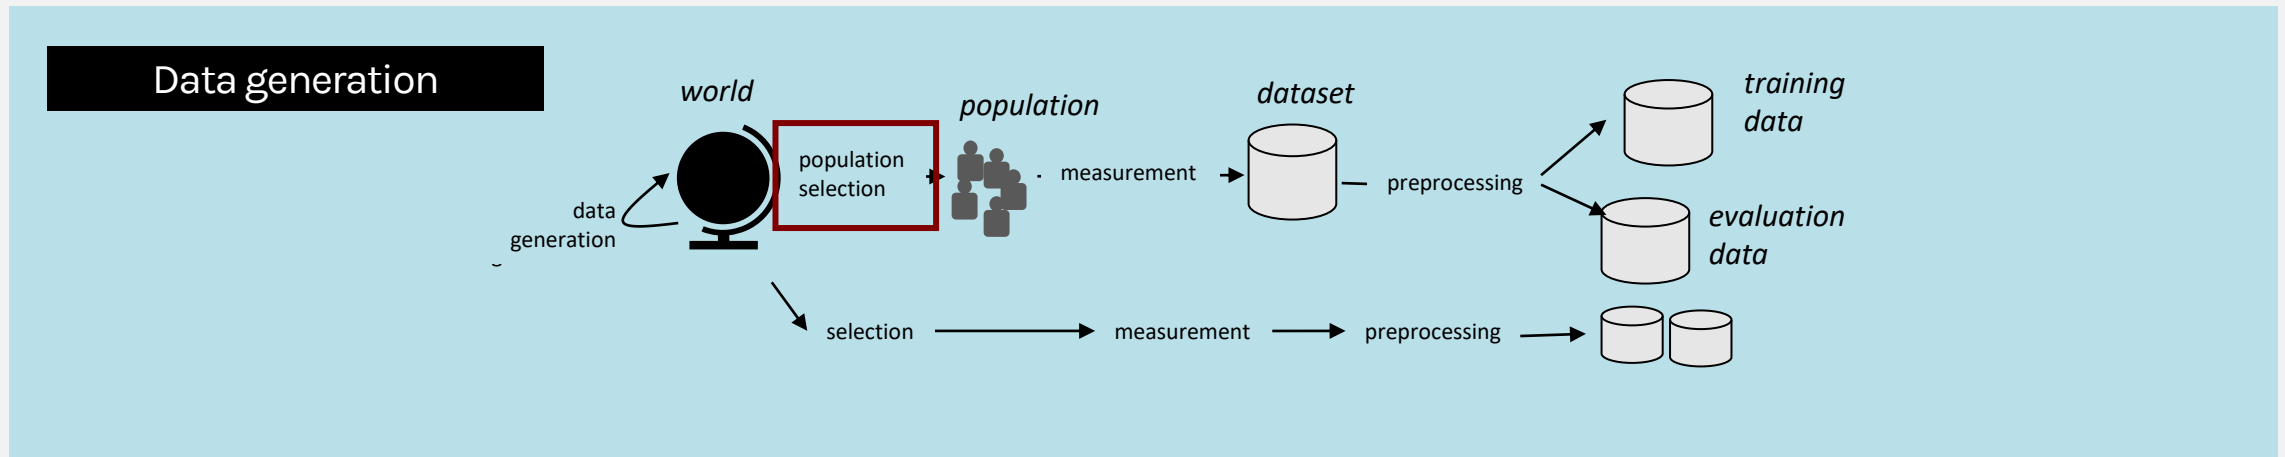 Data generation
world
population
dataset
training
data
population
selection
measurement
preprocessing
data
generation
evaluation
data
selection
measurement
preprocessing